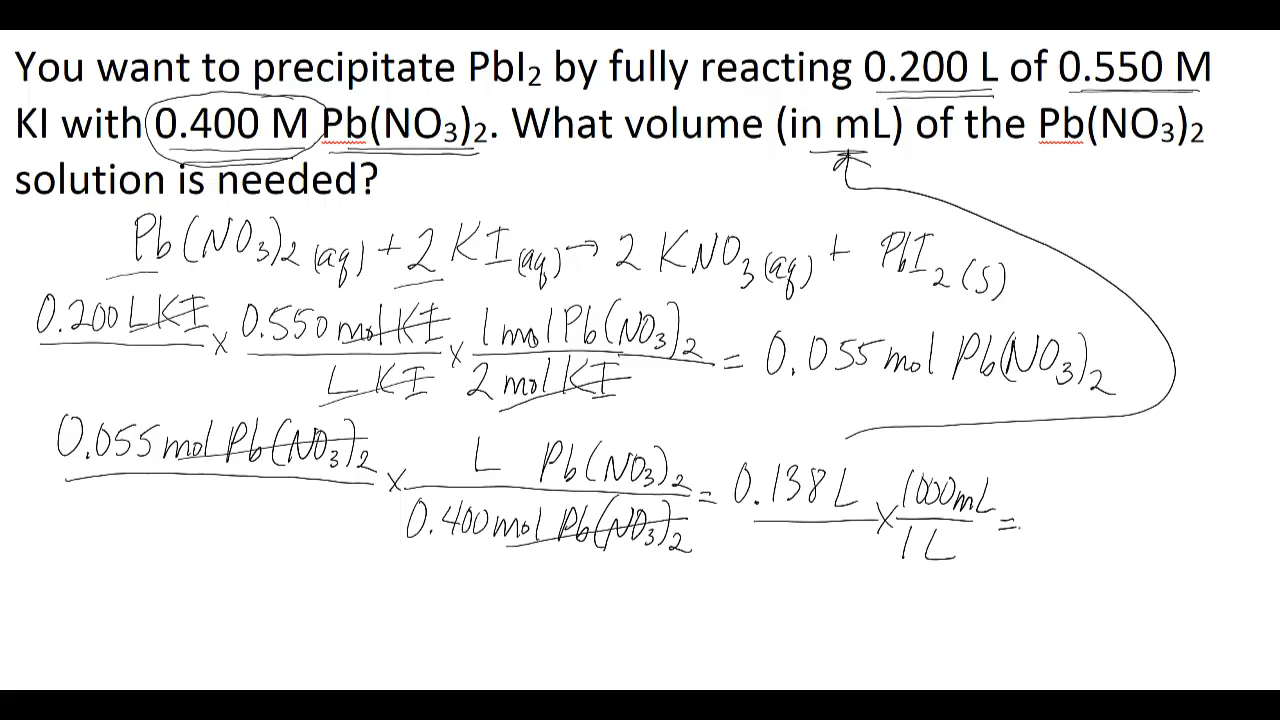 You want to precipitate PbI₂ by fully reacting 0.200 L of 0.550 M
KI with 0.400 M Pb(NO₃)₂. What volume (in mL) of the Pb(NO₃)₂
solution is needed?
Pb(NO₃)₂(aq) + 2 KI(aq) → 2 KNO₃(aq) + PbI₂(s)
0.200 L KI × 0.550 mol KI × 1 mol Pb(NO₃)₂ = 0.055 mol Pb(NO₃)₂
L KI 2 mol KI
0.055 mol Pb(NO₃)₂ × L Pb(NO₃)₂ = 0.138 L × 1000 mL =
0.400 mol Pb(NO₃)₂ 1 L